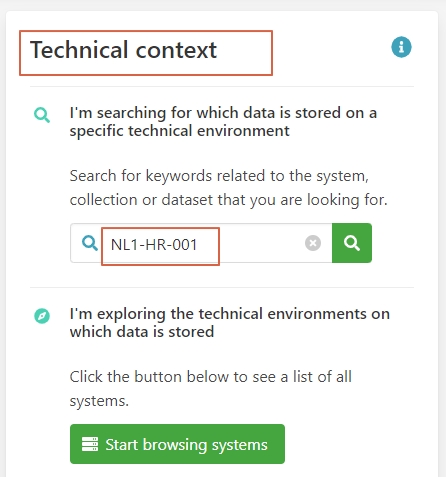 Technical context
I'm searching for which data is stored on a
specific technical environment
Search for keywords related to the system,
collection or dataset that you are looking for.
NL1-HR-001
I'm exploring the technical environments on
which data is stored
Click the button below to see a list of all
systems.
Start browsing systems